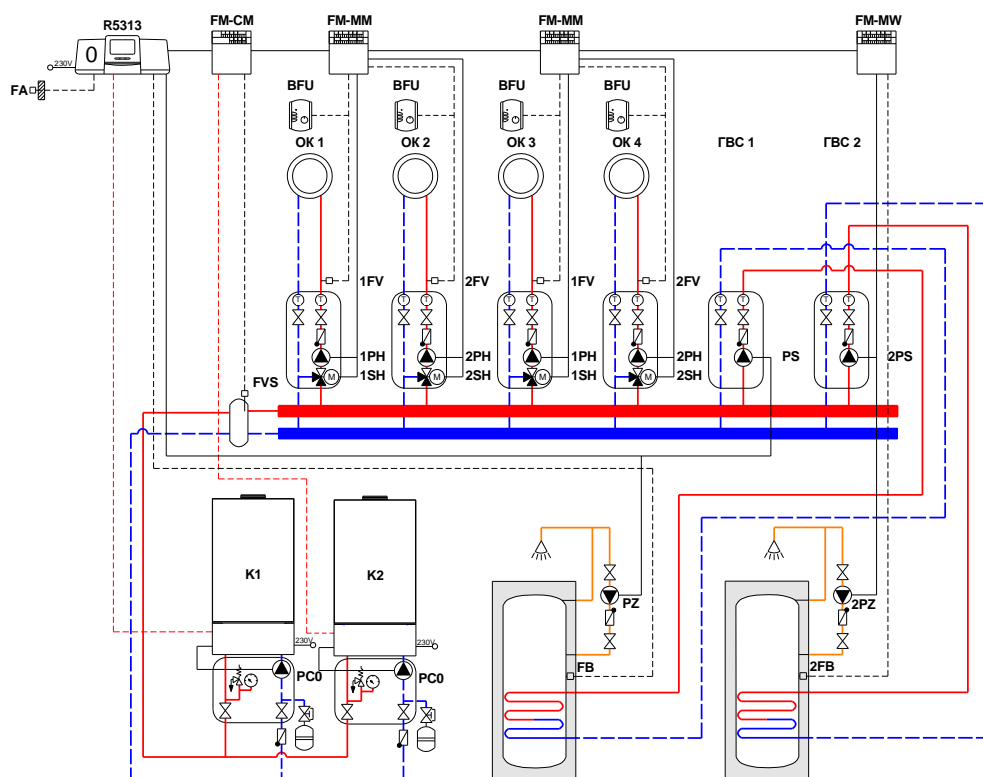 R5313
FM-CM
FM-MM
FM-MM
FM-MW
0
230V
FA
BFU
BFU
BFU
BFU
ОК 1
ОК 2
ОК 3
ОК 4
ГВС 1
ГВС 2
1FV
2FV
1FV
2FV
T
T
T
T
T
T
T
T
T
T
T
T
1PH
2PH
1PH
2PH
PS
2PS
M
1SH
M
2SH
M
1SH
M
2SH
FVS
K1
K2
230V
230V
PC0
PC0
PZ
2PZ
FB
2FB